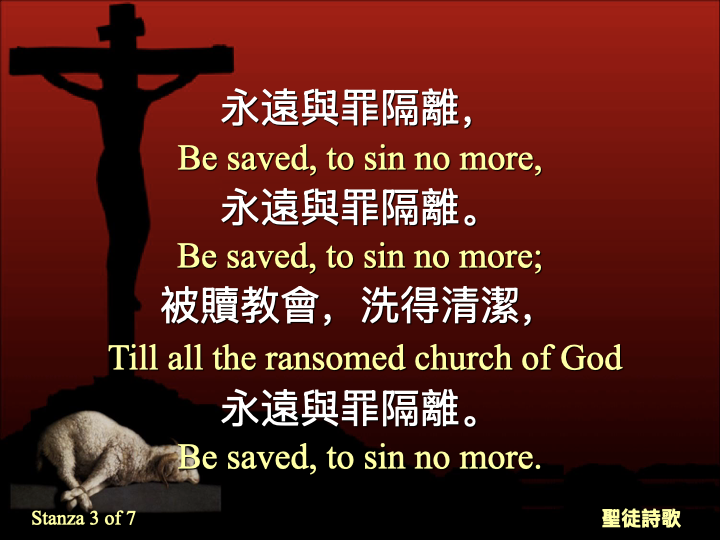 永遠與罪隔離，
Be saved, to sin no more,
永遠與罪隔離。
Be saved, to sin no more;
被贖教會，洗得清潔，
Till all the ransomed church of God
永遠與罪隔離。
Be saved, to sin no more.
Stanza 3 of 7
聖徒詩歌